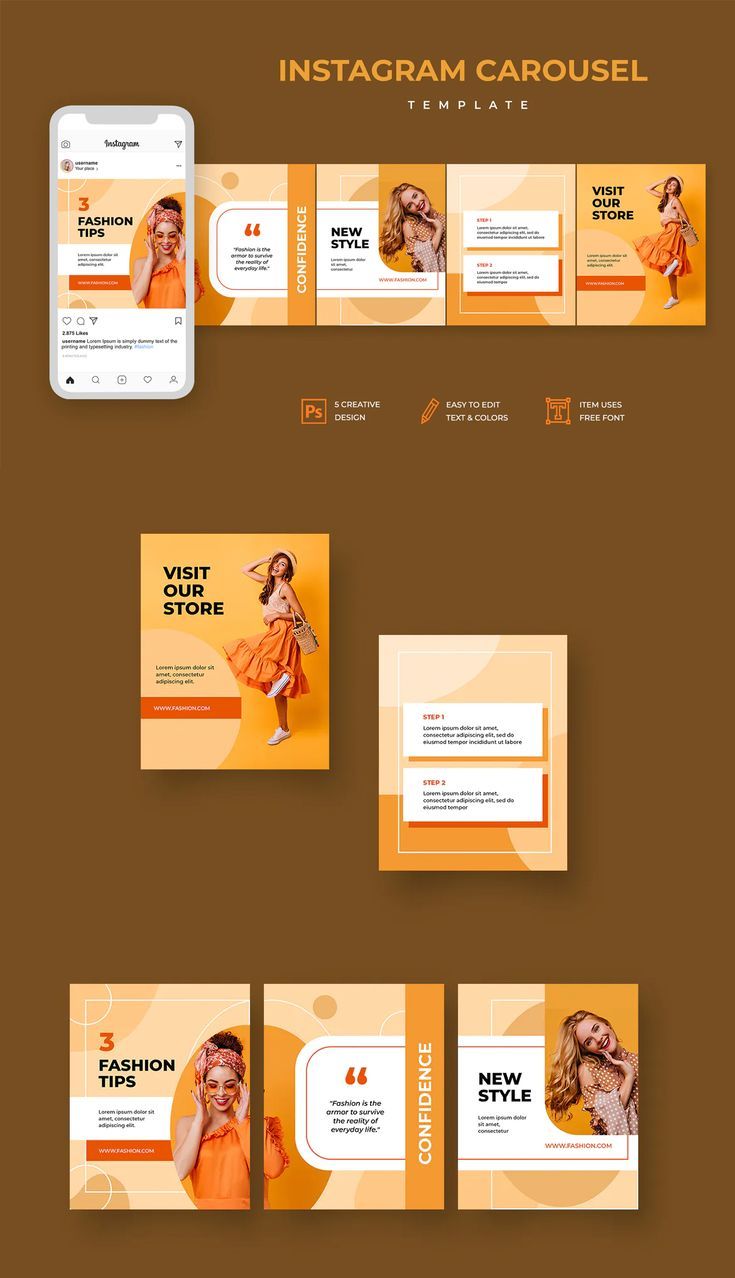 INSTAGRAM CAROUSEL
TEMPLATE
Instagram
username
Your place >
3
FASHION
TIPS
Lorem ipsum dolor sit
amet, consectetur
adipiscing elit.
WWW.FASHION.COM
2.875 Likes
username Lorem Ipsum is simply dummy text of the
printing and typesetting industry. #fashion
“
"Fashion is the
armor to survive
the reality of
everyday life."
CONFIDENCE
NEW
STYLE
Lorem ipsum
dolor sit amet,
consectetur
WWW.FASHION.COM
STEP 1
Lorem ipsum dolor sit amet,
consectetur adipiscing elit, sed do
eiusmod tempor incididunt ut labore
STEP 2
Lorem ipsum dolor sit amet,
consectetur adipiscing elit, sed do
eiusmod tempor
VISIT
OUR
STORE
Lorem ipsum dolor sit
amet, consectetur
adipiscing elit.
WWW.FASHION.COM
Ps
5 CREATIVE
DESIGN
EASY TO EDIT
TEXT & COLORS
T
ITEM USES
FREE FONT
VISIT
OUR
STORE
Lorem ipsum dolor sit
amet, consectetur
adipiscing elit.
WWW.FASHION.COM
STEP 1
Lorem ipsum dolor sit amet,
consectetur adipiscing elit, sed do
eiusmod tempor incididunt ut labore
STEP 2
Lorem ipsum dolor sit amet,
consectetur adipiscing elit, sed do
eiusmod tempor
3
FASHION
TIPS
Lorem ipsum dolor sit
amet, consectetur
adipiscing elit.
WWW.FASHION.COM
“
"Fashion is the
armor to survive
the reality of
everyday life."
CONFIDENCE
NEW
STYLE
Lorem ipsum
dolor sit amet,
consectetur
WWW.FASHION.COM